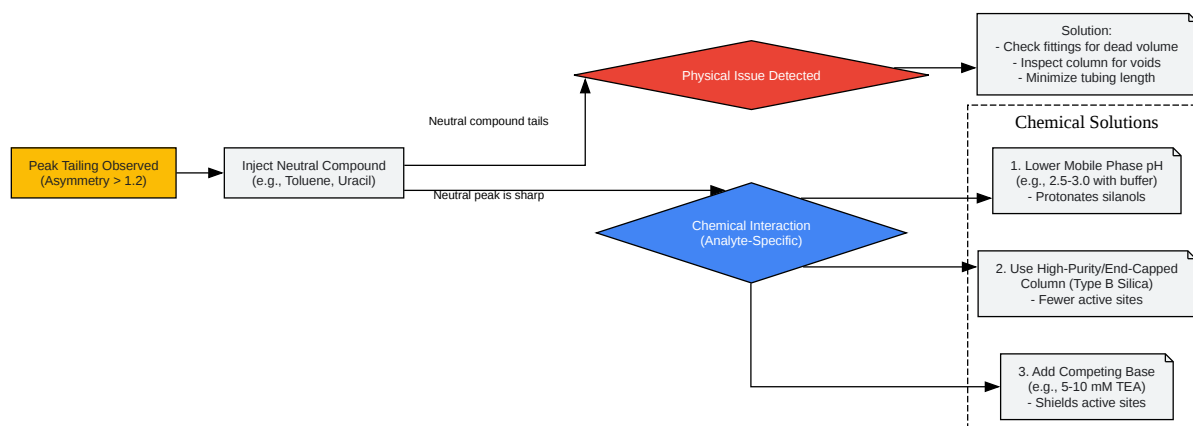 Peak Tailing Observed
(Asymmetry > 1.2)
Inject Neutral Compound
(e.g., Toluene, Uracil)
Neutral compound tails
Neutral peak is sharp
Physical Issue Detected
Solution:
- Check fittings for dead volume
- Inspect column for voids
- Minimize tubing length
Chemical Interaction
(Analyte-Specific)
Chemical Solutions
1. Lower Mobile Phase pH
(e.g., 2.5-3.0 with buffer)
- Protonates silanols
2. Use High-Purity/End-Capped
Column (Type B Silica)
- Fewer active sites
3. Add Competing Base
(e.g., 5-10 mM TEA)
- Shields active sites